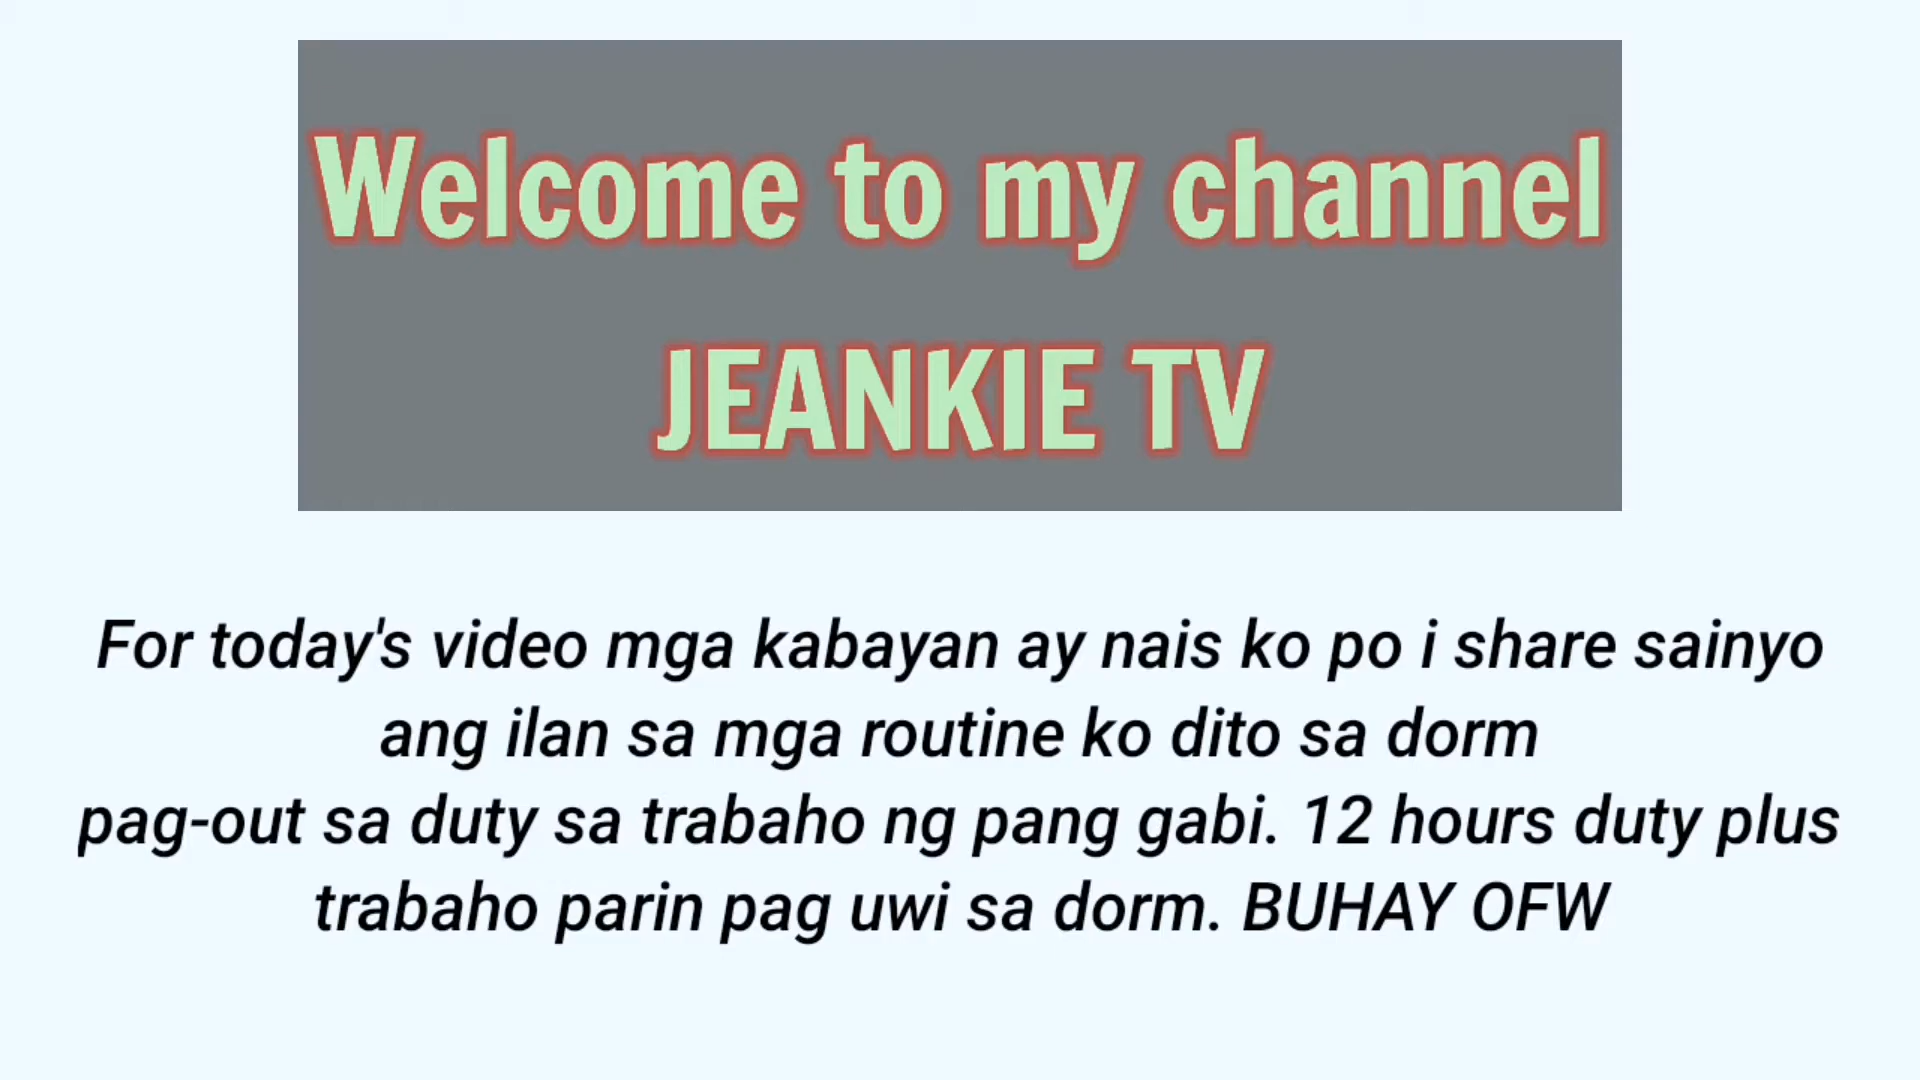 Welcome to my channel
JEANKIE TV
For today's video mga kabayan ay nais ko po i share sainyo
ang ilan sa mga routine ko dito sa dorm
pag-out sa duty sa trabaho ng pang gabi. 12 hours duty plus
trabaho parin pag uwi sa dorm. BUHAY OFW